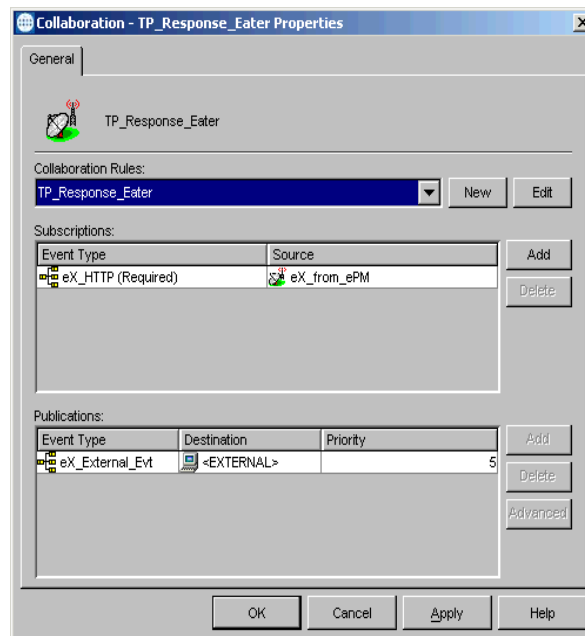 Collaboration - TP_Response_Eater Properties
General
TP_Response_Eater
Collaboration Rules:
TP_Response_Eater New Edit
Subscriptions:
Event Type Source Add
eX_HTTP (Required) eX_from_ePM
Delete
Publications:
Event Type Destination Priority Add
eX_External_Evt <EXTERNAL> 5
Delete
Advanced
OK Cancel Apply Help